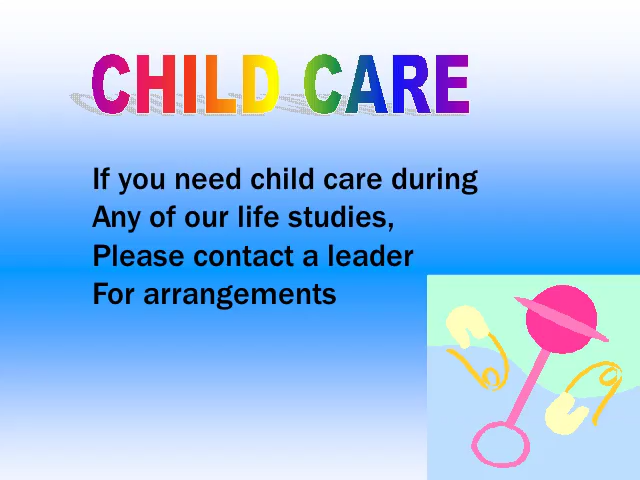 CHILD CARE
If you need child care during
Any of our life studies,
Please contact a leader
For arrangements